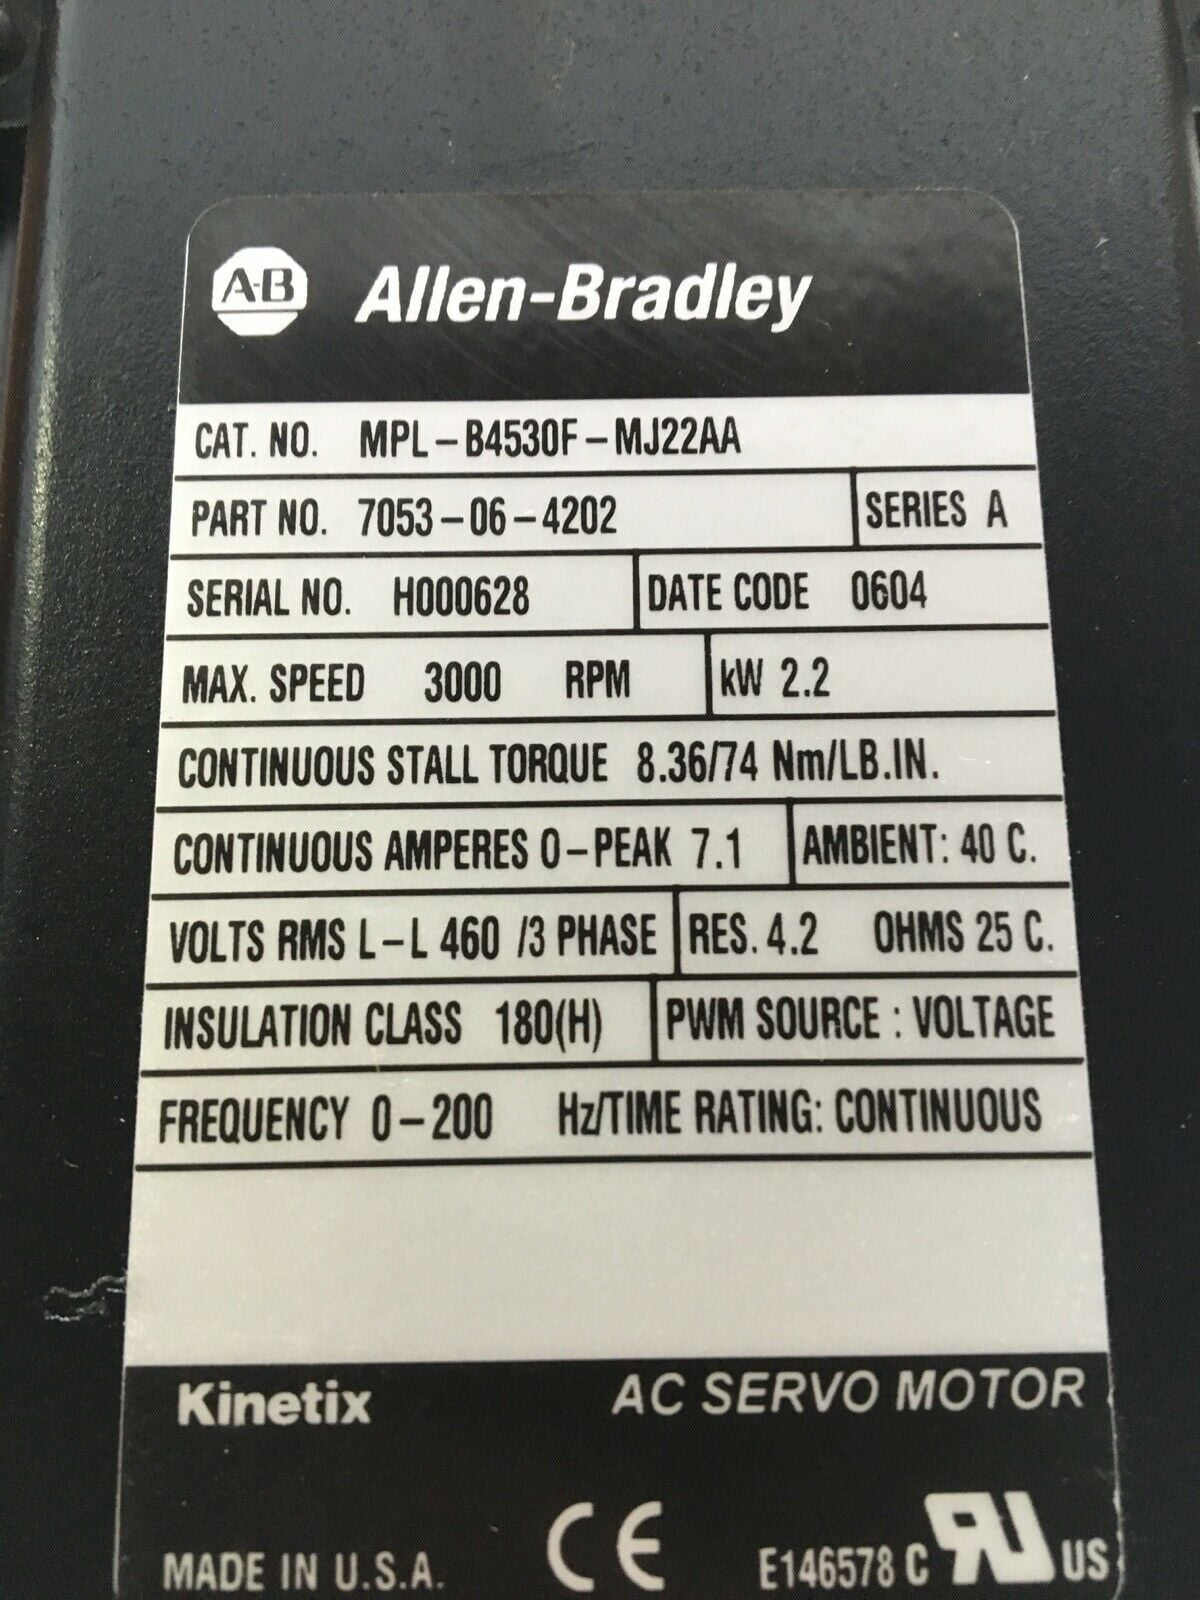 A-B Allen-Bradley
CAT. NO. MPL-B4530F-MJ22AA
PART NO. 7053-06-4202 SERIES A
SERIAL NO. H000628 DATE CODE 0604
MAX. SPEED 3000 RPM kW 2.2
CONTINUOUS STALL TORQUE 8.36/74 Nm/LB.IN.
CONTINUOUS AMPERES 0-PEAK 7.1 AMBIENT: 40 C.
VOLTS RMS L-L 460 /3 PHASE RES. 4.2 OHMS 25 C.
INSULATION CLASS 180(H) PWM SOURCE : VOLTAGE
FREQUENCY 0-200 Hz/TIME RATING: CONTINUOUS
Kinetix AC SERVO MOTOR
MADE IN U.S.A. CE E146578 C RU US